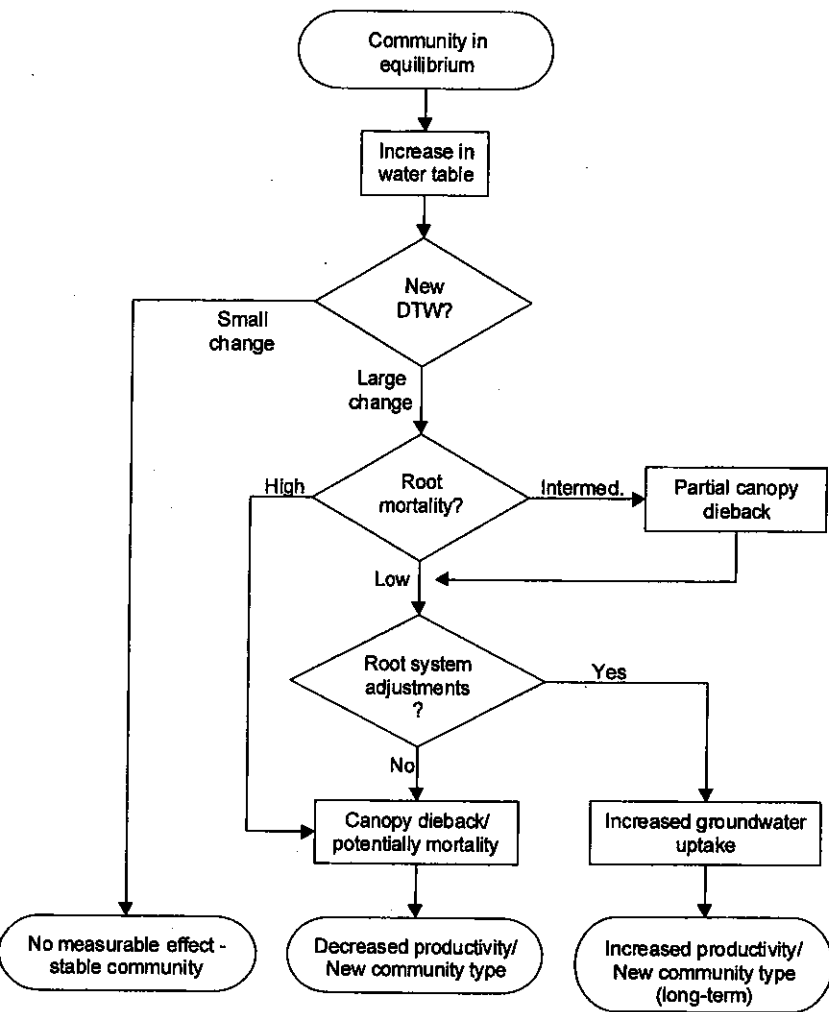 Community in
equilibrium
Increase in
water table
New
DTW?
Small
change
Large
change
High
Root
mortality?
Intermed.
Partial canopy
dieback
Low
Root system
adjustments
?
Yes
No
Canopy dieback/
potentially mortality
Increased groundwater
uptake
No measurable effect -
stable community
Decreased productivity/
New community type
Increased productivity/
New community type
(long-term)